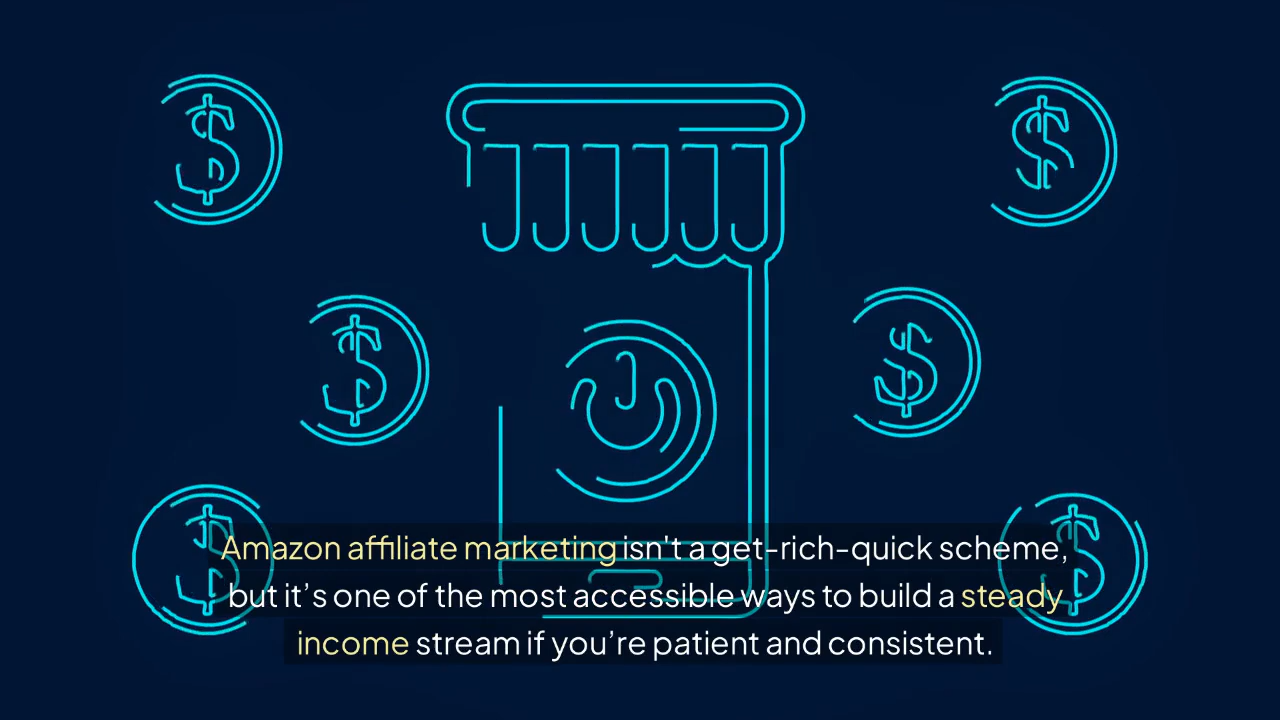 Amazon affiliate marketing isn't a get-rich-quick scheme,
but it’s one of the most accessible ways to build a steady
income stream if you’re patient and consistent.